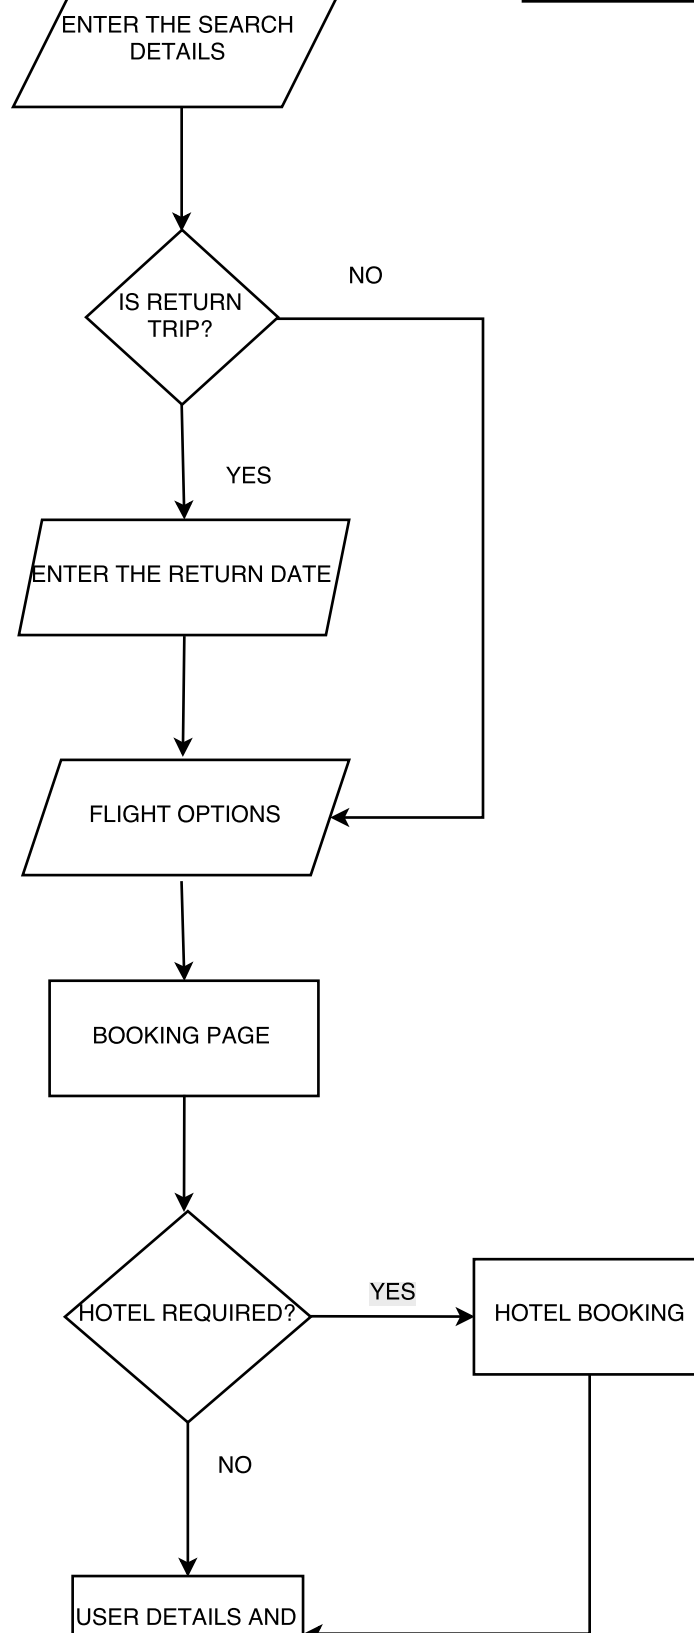 ENTER THE SEARCH
DETAILS
NO
IS RETURN
TRIP?
YES
ENTER THE RETURN DATE
FLIGHT OPTIONS
BOOKING PAGE
YES
HOTEL REQUIRED?
HOTEL BOOKING
NO
USER DETAILS AND